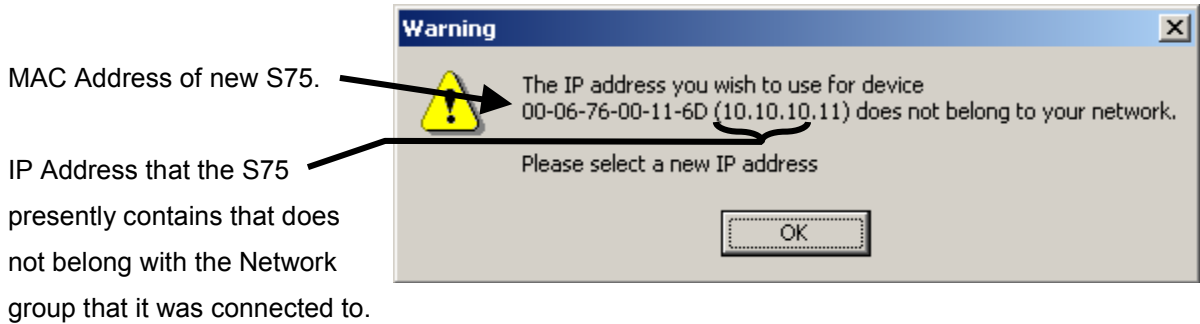 Warning
MAC Address of new S75.
The IP address you wish to use for device
00-06-76-00-11-6D (10.10.10.11) does not belong to your network.
IP Address that the S75
presently contains that does
not belong with the Network
group that it was connected to.
Please select a new IP address
OK